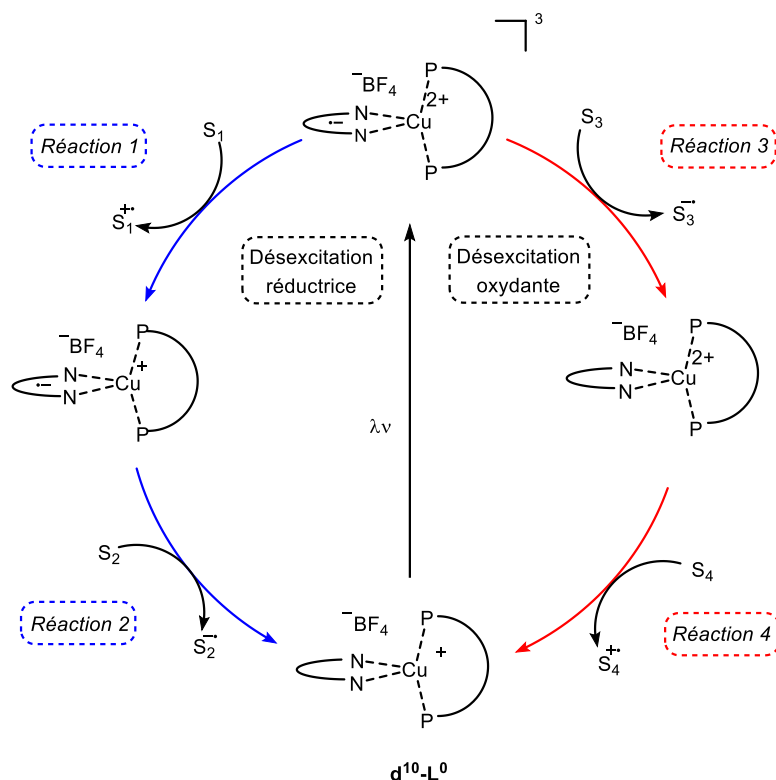 3
⁻BF₄
P
N
N
·−
2+
Cu
P
S₁
S₃
Réaction 1
Réaction 3
S₁⁺·
S₃⁻·
Désexcitation
réductrice
Désexcitation
oxydante
⁻BF₄
P
N
N
·−
+
Cu
P
⁻BF₄
P
N
N
2+
Cu
P
λν
S₂
S₄
Réaction 2
S₂⁻·
⁻BF₄
P
N
N
+
Cu
P
S₄⁺·
Réaction 4
d¹⁰-L⁰